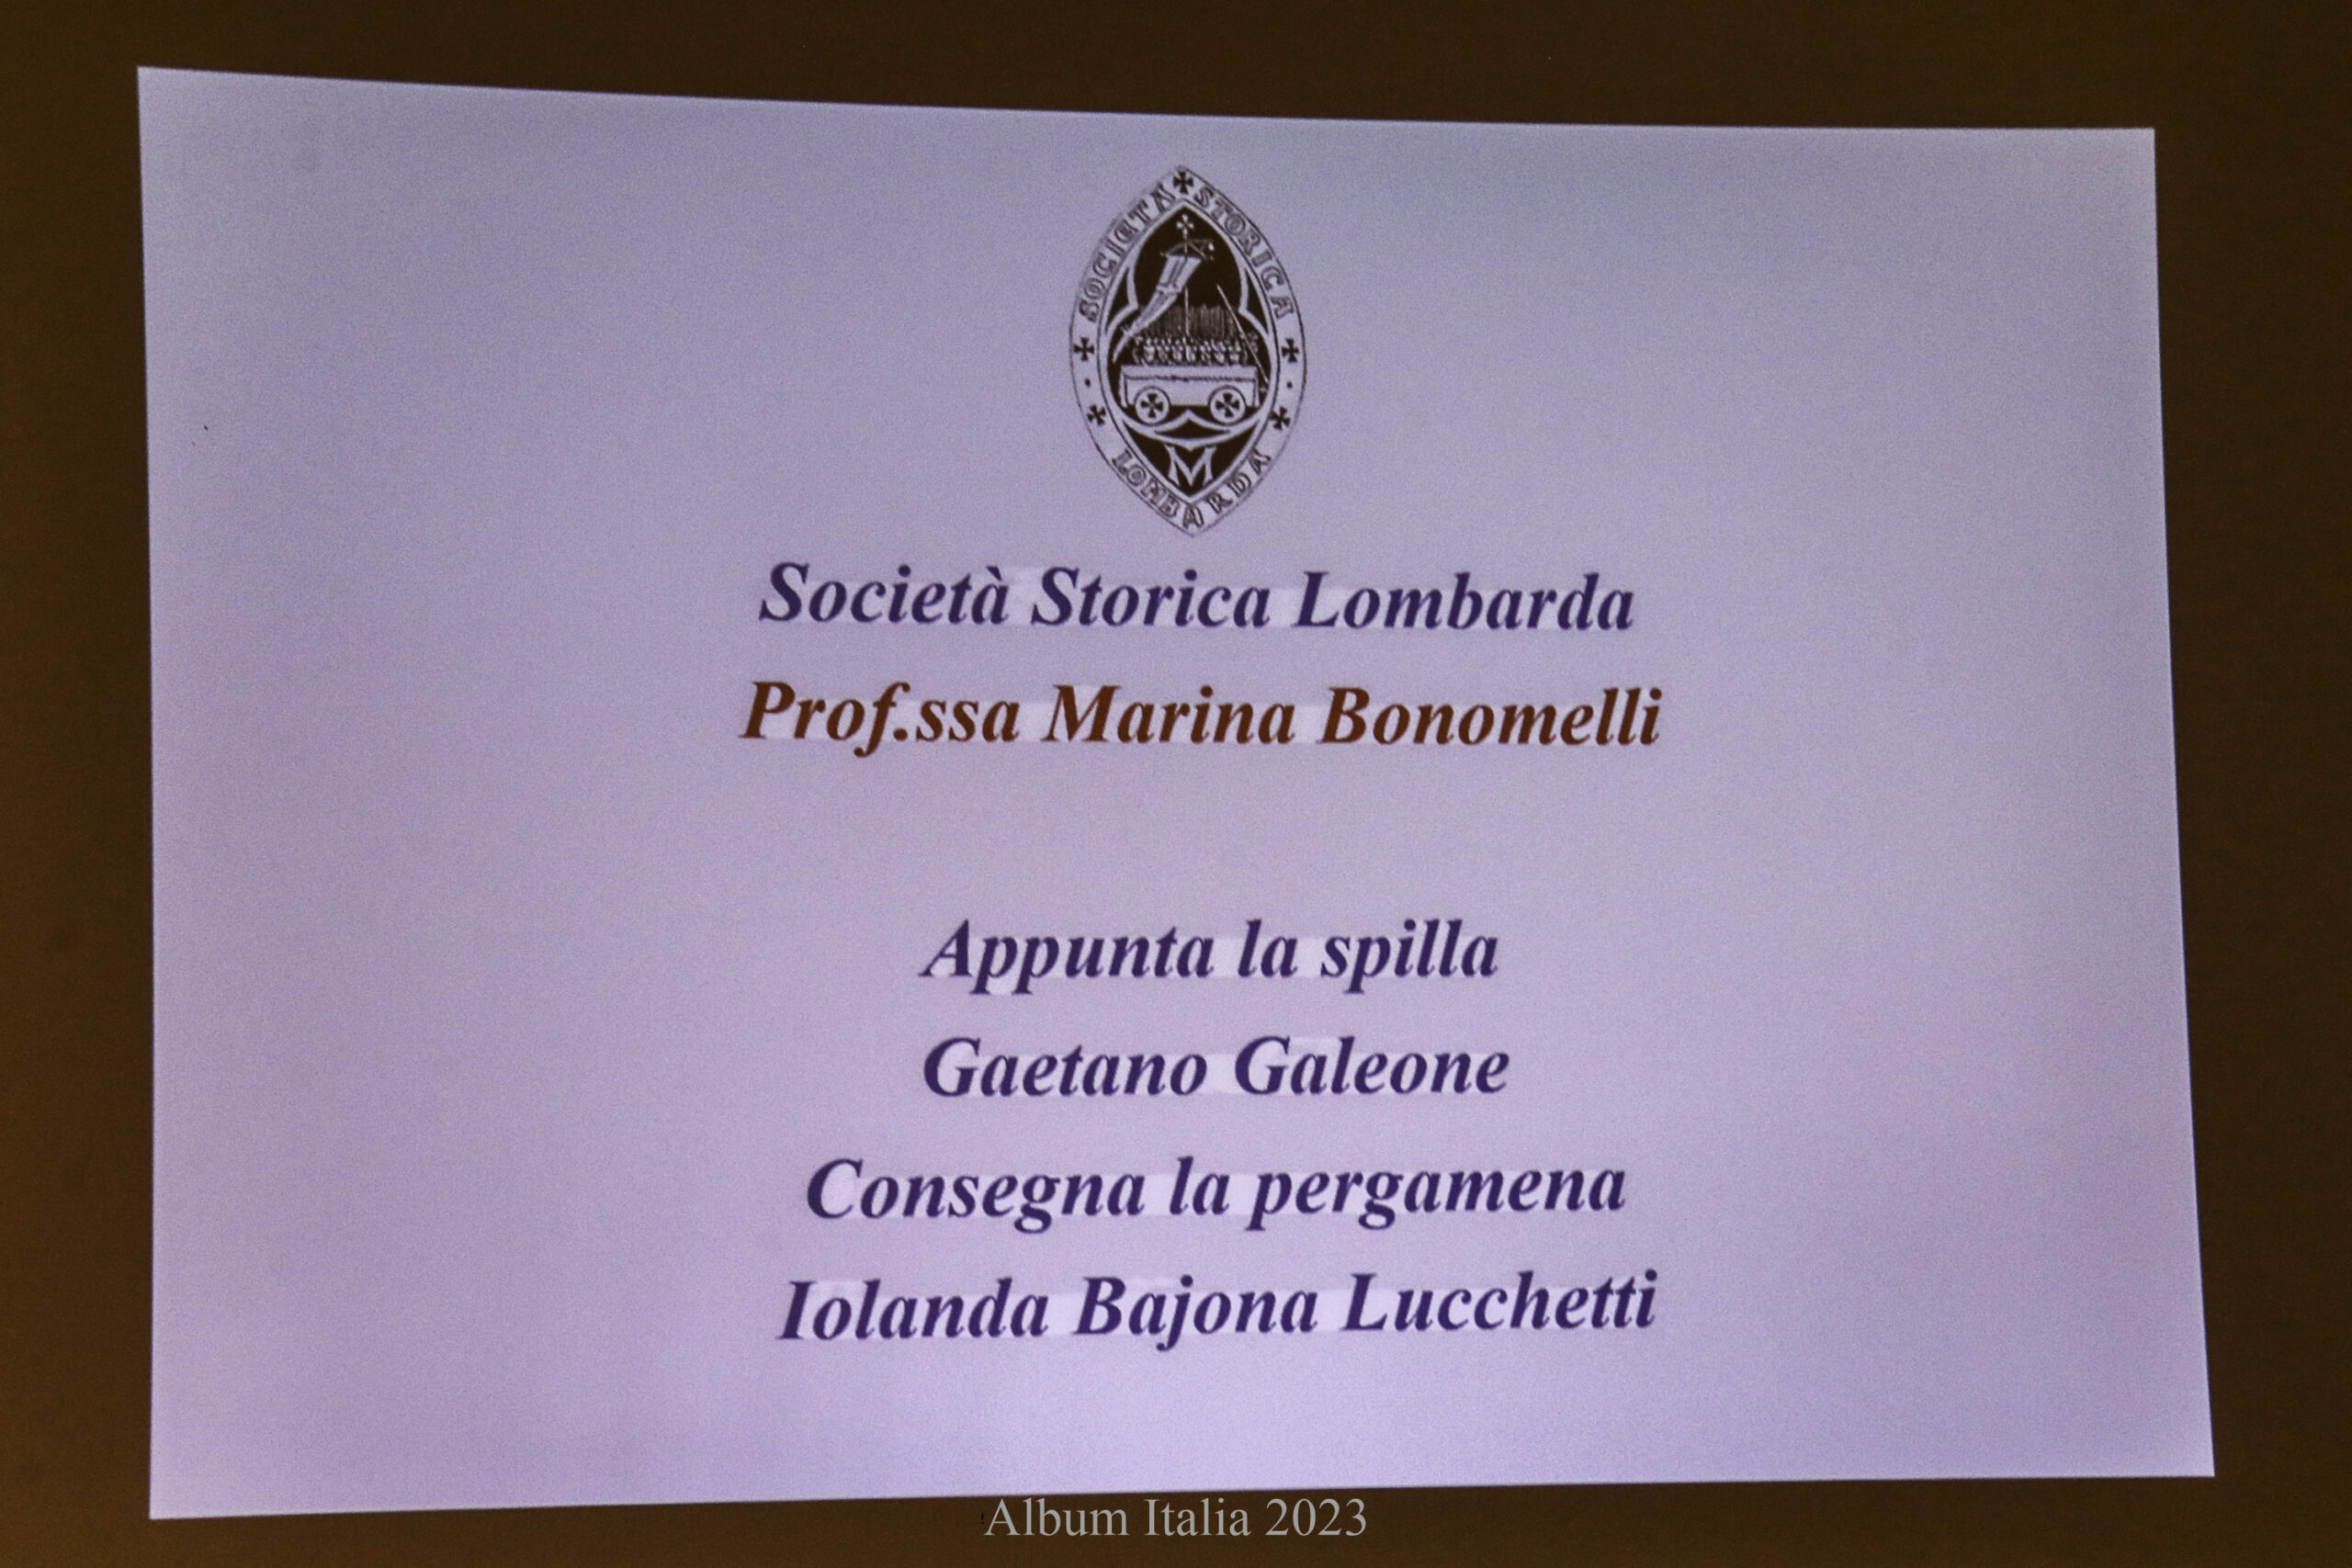 SOCIETÀ STORICA
LOMBARDA
M
Società Storica Lombarda
Prof.ssa Marina Bonomelli
Appunta la spilla
Gaetano Galeone
Consegna la pergamena
Iolanda Bajona Lucchetti
Album Italia 2023